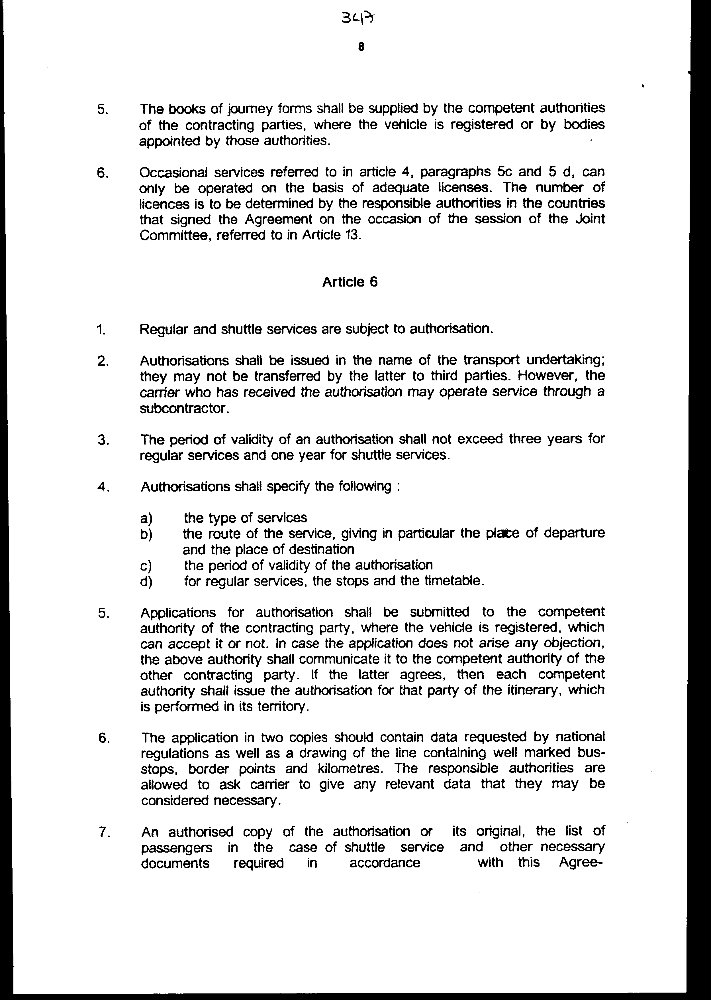 347
8
5. The books of journey forms shall be supplied by the competent authorities
of the contracting parties, where the vehicle is registered or by bodies
appointed by those authorities.
6. Occasional services referred to in article 4, paragraphs 5c and 5 d, can
only be operated on the basis of adequate licenses. The number of
licences is to be determined by the responsible authorities in the countries
that signed the Agreement on the occasion of the session of the Joint
Committee, referred to in Article 13.
Article 6
1. Regular and shuttle services are subject to authorisation.
2. Authorisations shall be issued in the name of the transport undertaking;
they may not be transferred by the latter to third parties. However, the
carrier who has received the authorisation may operate service through a
subcontractor.
3. The period of validity of an authorisation shall not exceed three years for
regular services and one year for shuttle services.
4. Authorisations shall specify the following :
a) the type of services
b) the route of the service, giving in particular the place of departure
and the place of destination
c) the period of validity of the authorisation
d) for regular services, the stops and the timetable.
5. Applications for authorisation shall be submitted to the competent
authority of the contracting party, where the vehicle is registered, which
can accept it or not. In case the application does not arise any objection,
the above authority shall communicate it to the competent authority of the
other contracting party. If the latter agrees, then each competent
authority shall issue the authorisation for that party of the itinerary, which
is performed in its territory.
6. The application in two copies should contain data requested by national
regulations as well as a drawing of the line containing well marked bus-
stops, border points and kilometres. The responsible authorities are
allowed to ask carrier to give any relevant data that they may be
considered necessary.
7. An authorised copy of the authorisation or its original, the list of
passengers in the case of shuttle service and other necessary
documents required in accordance with this Agree-